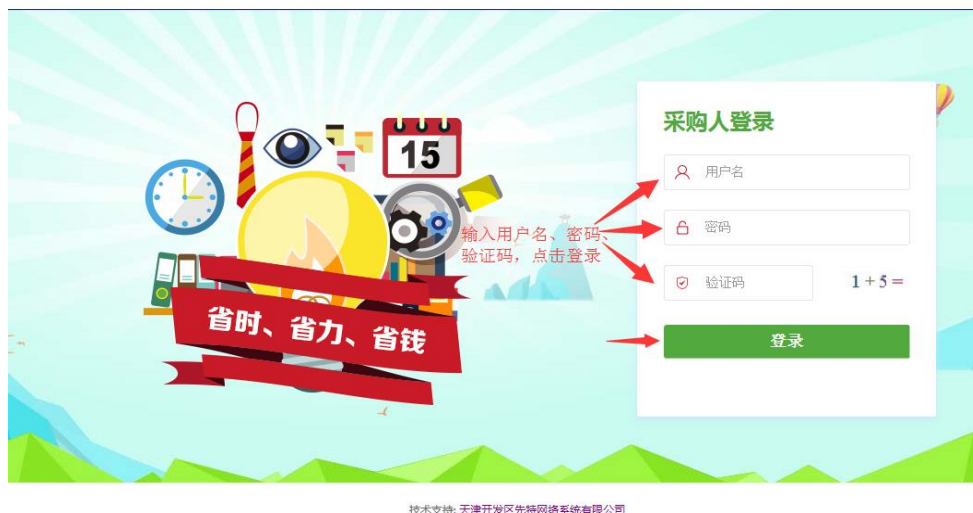 采购人登录
15
用户名
输入用户名、密码、
验证码，点击登录
密码
验证码
1 + 5 =
省时、省力、省钱
登录
技术支持: 天津开发区先特网络系统有限公司